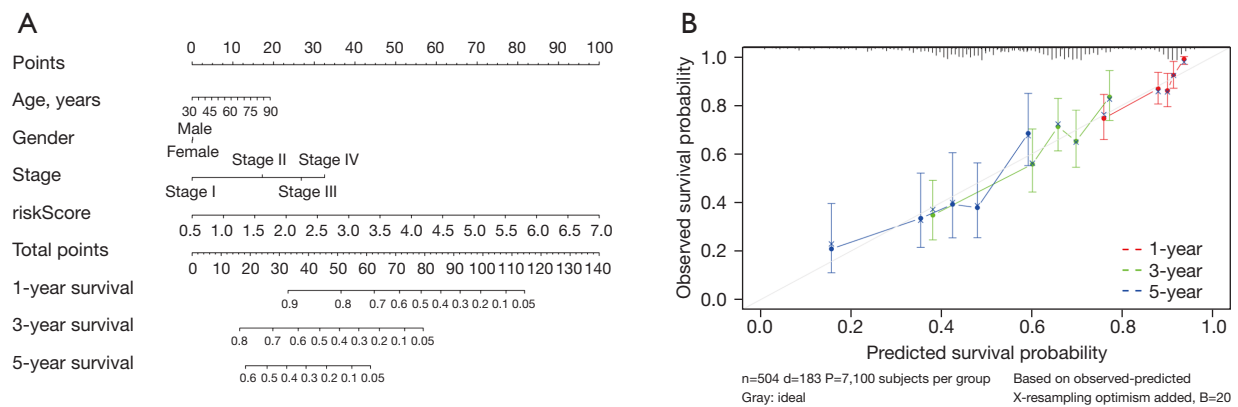 A
Points
0 10 20 30 40 50 60 70 80 90 100
Age, years
30 45 60 75 90
Male
Gender
Female
Stage II Stage IV
Stage
Stage I Stage III
riskScore
0.5 1.0 1.5 2.0 2.5 3.0 3.5 4.0 4.5 5.0 5.5 6.0 6.5 7.0
Total points
0 10 20 30 40 50 60 70 80 90 100 110 120 130 140
1-year survival
0.9 0.8 0.7 0.6 0.5 0.4 0.3 0.2 0.1 0.05
3-year survival
0.8 0.7 0.6 0.5 0.4 0.3 0.2 0.1 0.05
5-year survival
0.6 0.5 0.4 0.3 0.2 0.1 0.05
B
Observed survival probability
1.0
0.8
0.6
0.4
0.2
0.0
1-year
3-year
5-year
0.0 0.2 0.4 0.6 0.8 1.0
Predicted survival probability
n=504 d=183 P=7,100 subjects per group
Gray: ideal
Based on observed-predicted
X-resampling optimism added, B=20